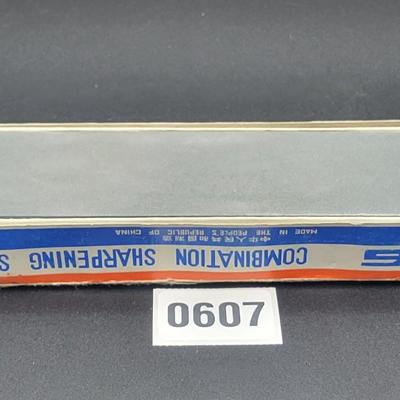 S COMBINATION SHARPENING S
中华人民共和国制造
MADE IN THE PEOPLE'S REPUBLIC OF CHINA
0607